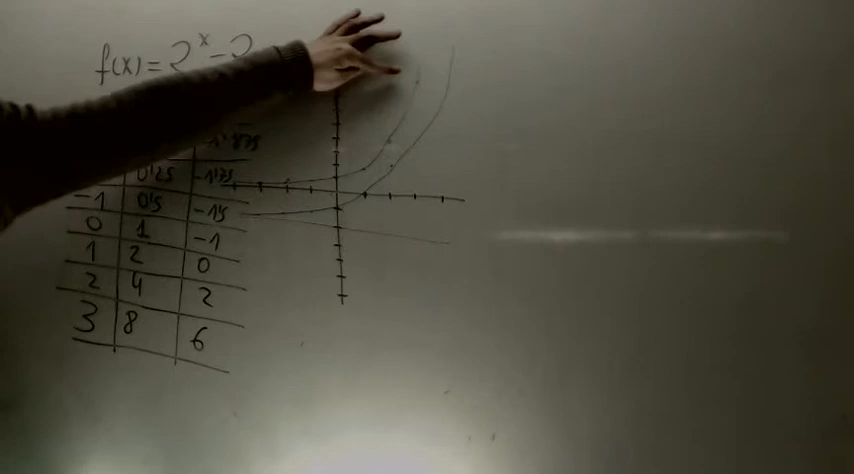 f(x) = 2^x - 2
-1'875
0'25 -1'75
-1 0'5 -1'5
0 1 -1
1 2 0
2 4 2
3 8 6